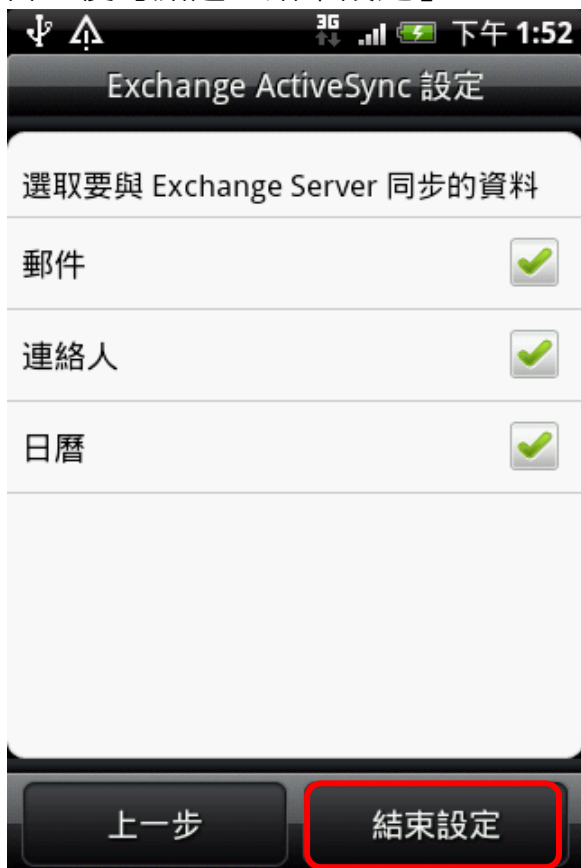 3G 下午 1:52
Exchange ActiveSync 設定
選取要與 Exchange Server 同步的資料
郵件
連絡人
日曆
上一步 結束設定